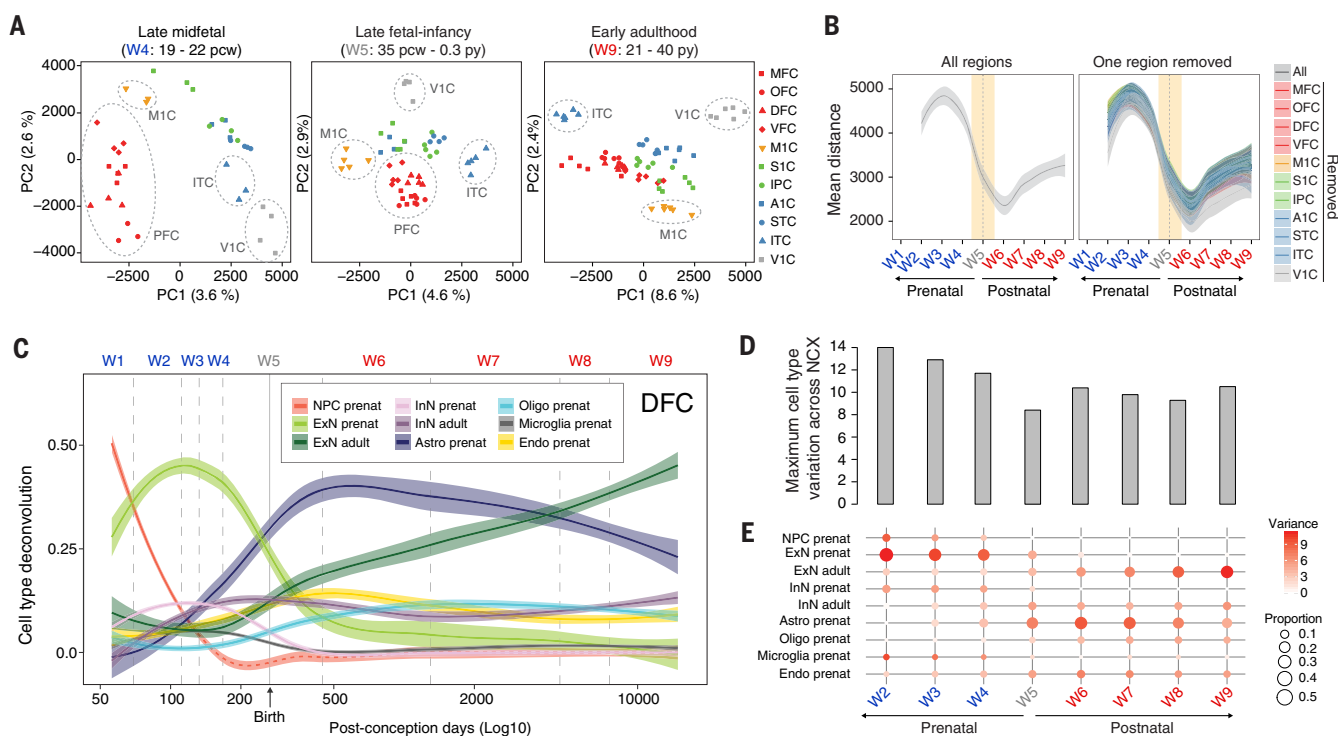 A
Late midfetal
(W4: 19 - 22 pcw)
Late fetal-infancy
(W5: 35 pcw - 0.3 py)
Early adulthood
(W9: 21 - 40 py)
PC2 (2.6 %)
4000
2000
0
−2000
−4000
M1C
ITC
PFC
V1C
-2500
0
2500
5000
PC1 (3.6 %)
PC2 (2.9%)
V1C
M1C
ITC
PFC
-2500
0
2500
5000
PC1 (4.6 %)
PC2 (2.4%)
ITC
V1C
M1C
-2500
0
2500
5000
PC1 (8.6 %)
MFC
OFC
DFC
VFC
M1C
S1C
IPC
A1C
STC
ITC
V1C
B
All regions
One region removed
Mean distance
5000
4000
3000
2000
W1
W2
W3
W4
W5
W6
W7
W8
W9
Prenatal
Postnatal
W1
W2
W3
W4
W5
W6
W7
W8
W9
Prenatal
Postnatal
All
MFC
OFC
DFC
VFC
M1C
S1C
IPC
A1C
STC
ITC
V1C
Removed
C
W1
W2
W3
W4
W5
W6
W7
W8
W9
NPC prenat
ExN prenat
ExN adult
InN prenat
InN adult
Astro prenat
Oligo prenat
Microglia prenat
Endo prenat
DFC
Cell type deconvolution
0.50
0.25
0.0
50
100
200
500
2000
10000
Birth
Post-conception days (Log10)
D
Maximum cell type
variation across NCX
14
12
10
8
6
4
2
0
E
NPC prenat
ExN prenat
ExN adult
InN prenat
InN adult
Astro prenat
Oligo prenat
Microglia prenat
Endo prenat
W2
W3
W4
W5
W6
W7
W8
W9
Prenatal
Postnatal
Variance
9
6
3
0
Proportion
0.1
0.2
0.3
0.4
0.5